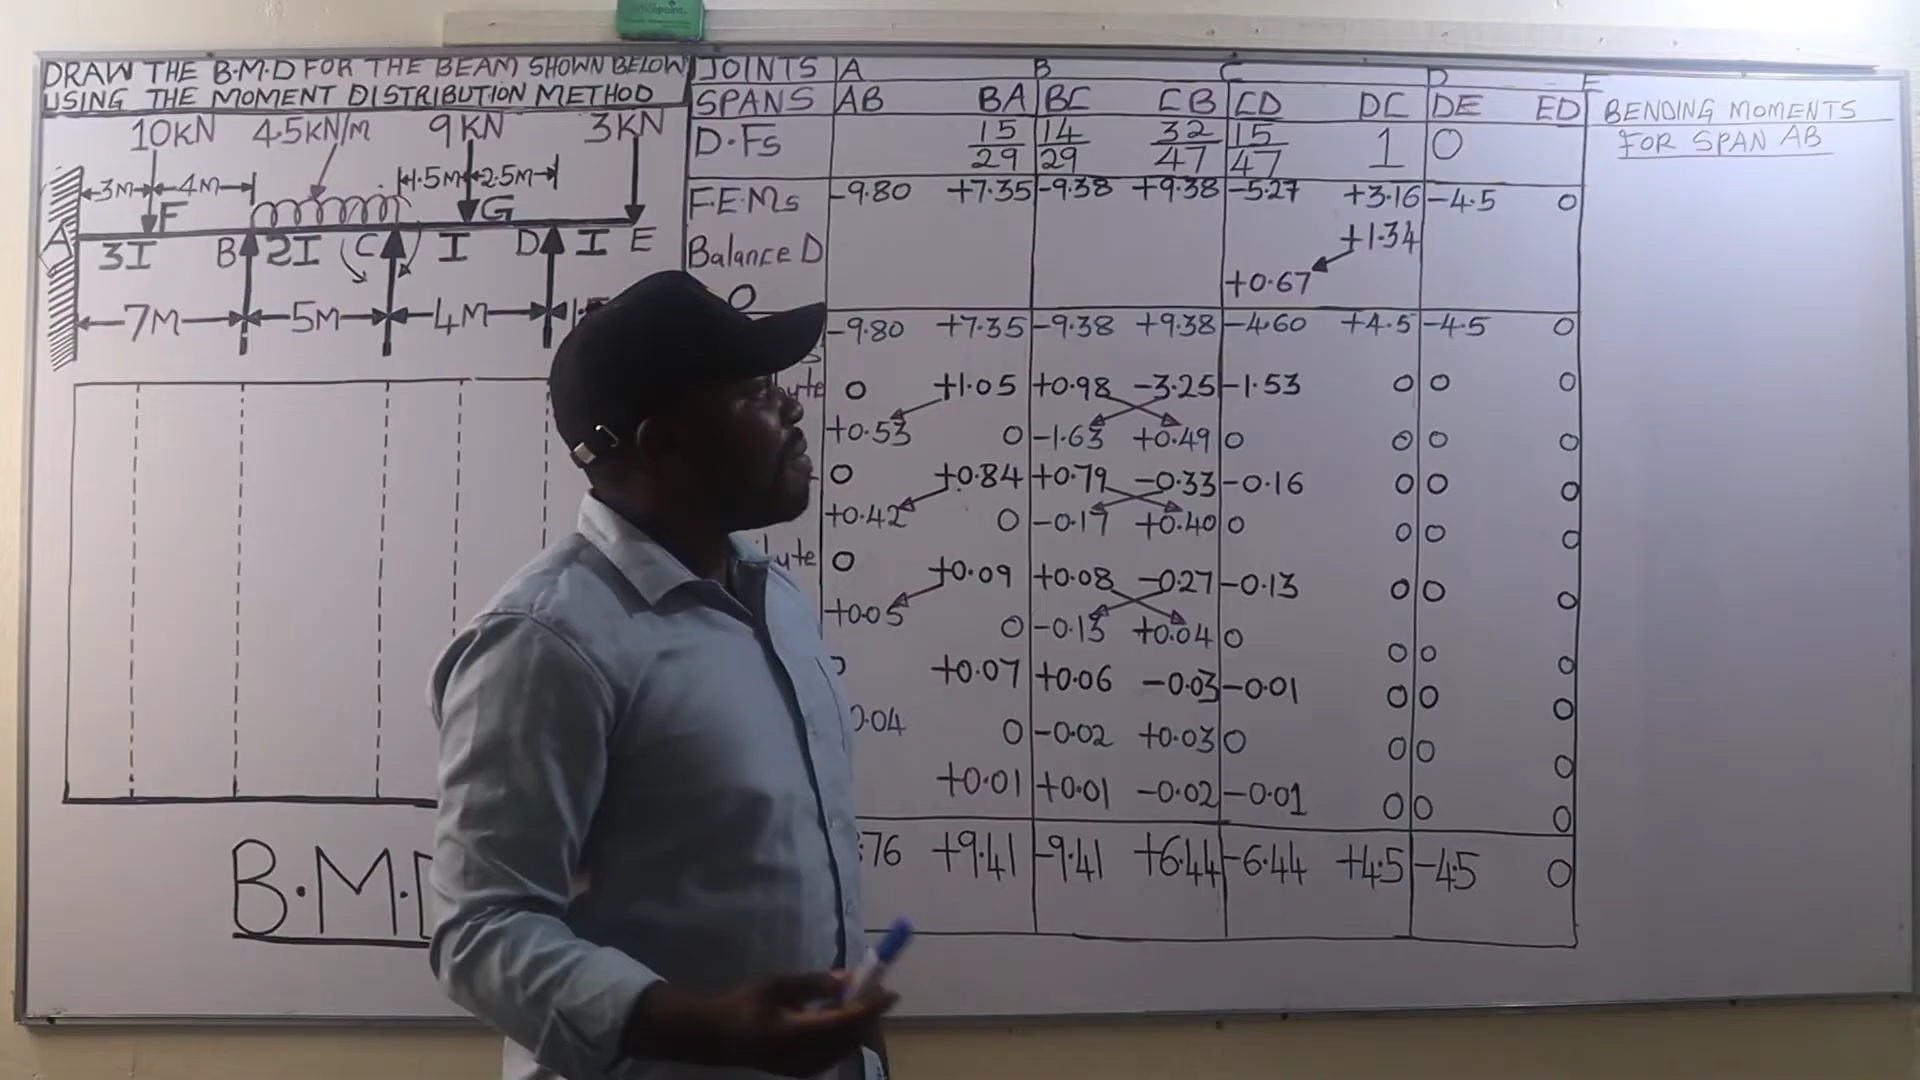 DRAW THE B.M.D FOR THE BEAM SHOWN BELOW
USING THE MOMENT DISTRIBUTION METHOD
10KN 4.5KN/M 9KN 3KN
3M 4M 1.5M 2.5M
F G
A B C D E
3I 2I I I
7M 5M 4M
B.M.D
JOINTS A B C D E
SPANS AB BA BC CB CD DC DE ED
D.Fs 15/29 14/29 32/47 15/47 1 0
F.E.Ms -9.80 +7.35 -9.38 +9.38 -5.27 +3.16 -4.5 0
Balance D +1.34
0 +0.67
-9.80 +7.35 -9.38 +9.38 -4.60 +4.5 -4.5 0
0 +1.05 +0.98 -3.25 -1.53 0 0 0
+0.53 0 -1.63 +0.49 0 0 0 0
0 +0.84 +0.79 -0.33 -0.16 0 0 0
+0.42 0 -0.17 +0.40 0 0 0 0
0 +0.09 +0.08 -0.27 -0.13 0 0 0
+0.05 0 -0.13 +0.04 0 0 0 0
+0.07 +0.06 -0.03 -0.01 0 0 0
0.04 0 -0.02 +0.03 0 0 0 0
+0.01 +0.01 -0.02 -0.01 0 0 0
.76 +9.41 -9.41 +6.44 -6.44 +4.5 -4.5 0
BENDING MOMENTS
FOR SPAN AB